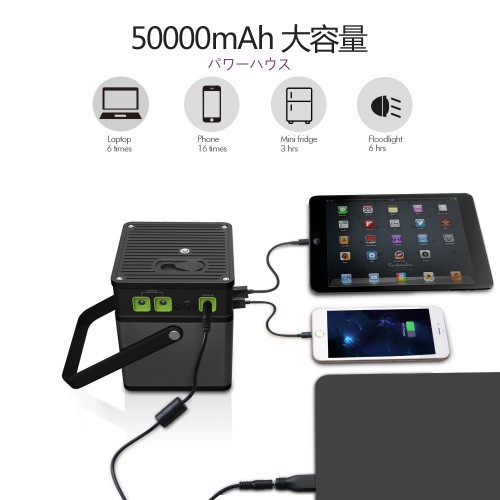 50000mAh 大容量
パワーハウス
Laptop
6 times
Phone
16 times
Mini fridge
3 hrs
Floodlight
6 hrs